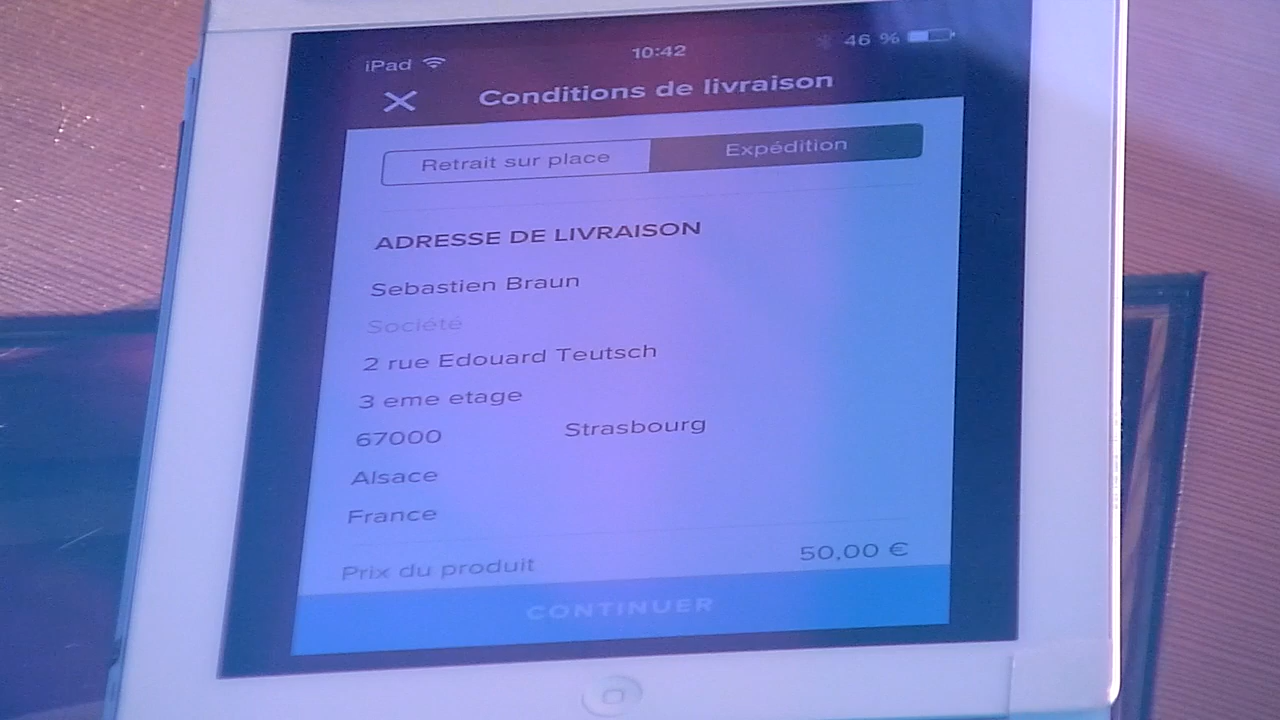 iPad 10:42 46 %
Conditions de livraison
Retrait sur place Expédition
ADRESSE DE LIVRAISON
Sebastien Braun
Société
2 rue Edouard Teutsch
3 eme etage
67000 Strasbourg
Alsace
France
Prix du produit 50,00 €
CONTINUER